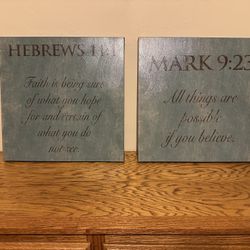 HEBREWS 11:1
Faith is being sure
of what you hope
for and certain of
what you do
not see.
MARK 9:23
All things are
possible
if you believe.